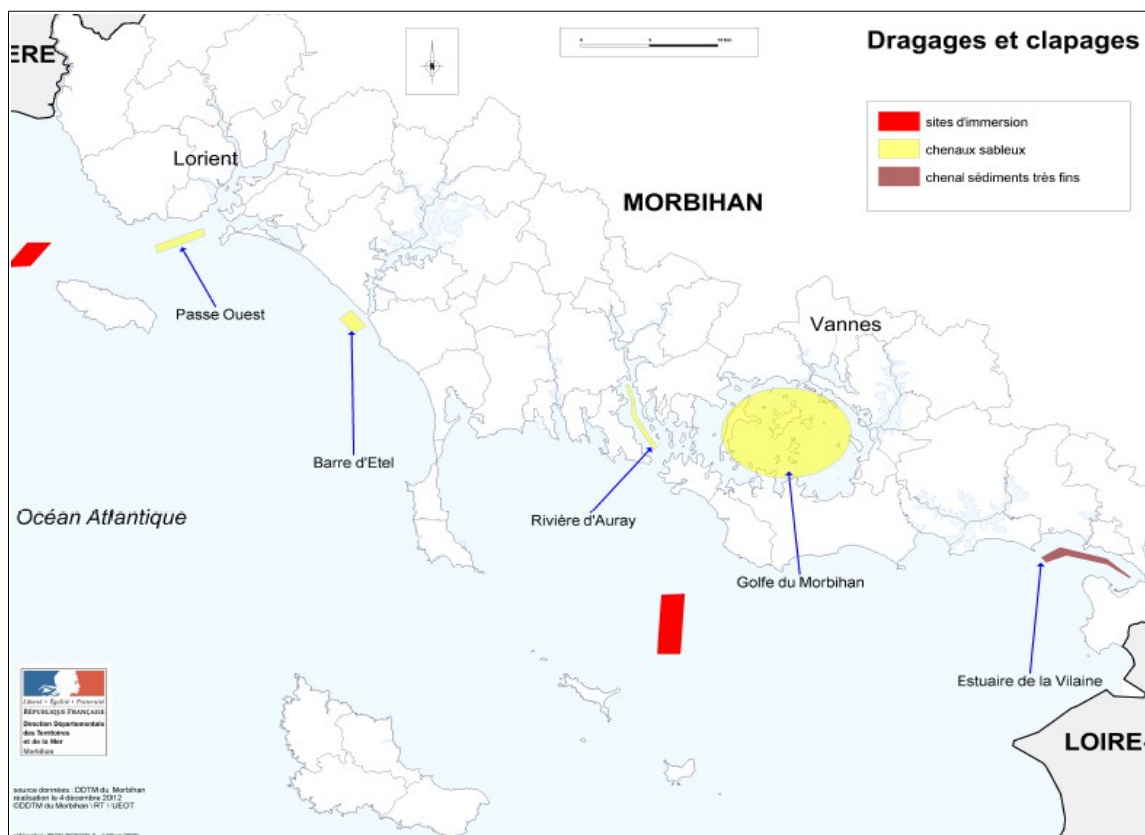 Dragages et clapages
ERE
sites d'immersion
chenaux sableux
chenal sédiments très fins
Lorient
MORBIHAN
Passe Ouest
Vannes
Barre d'Etel
Océan Atlantique
Rivière d'Auray
Golfe du Morbihan
Estuaire de la Vilaine
LOIRE-
Liberté • Égalité • Fraternité
RÉPUBLIQUE FRANÇAISE
Direction Départementale
des Territoires
et de la Mer
Morbihan
source données : DDTM du Morbihan
réalisation le 4 décembre 2012
©DDTM du Morbihan \ RT \ UEOT